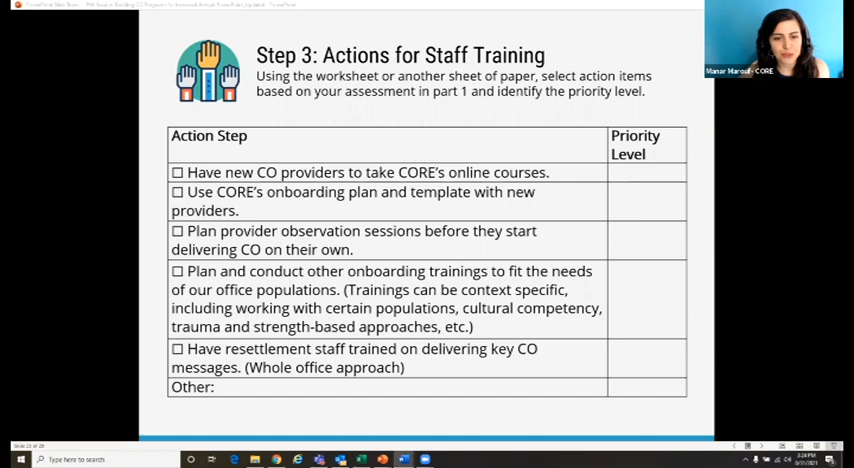 Manar Marouf - CORE
Step 3: Actions for Staff Training
Using the worksheet or another sheet of paper, select action items
based on your assessment in part 1 and identify the priority level.
Action Step
Priority
Level
☐ Have new CO providers to take CORE's online courses.
☐ Use CORE's onboarding plan and template with new
providers.
☐ Plan provider observation sessions before they start
delivering CO on their own.
☐ Plan and conduct other onboarding trainings to fit the needs
of our office populations. (Trainings can be context specific,
including working with certain populations, cultural competency,
trauma and strength-based approaches, etc.)
☐ Have resettlement staff trained on delivering key CO
messages. (Whole office approach)
Other:
Type here to search